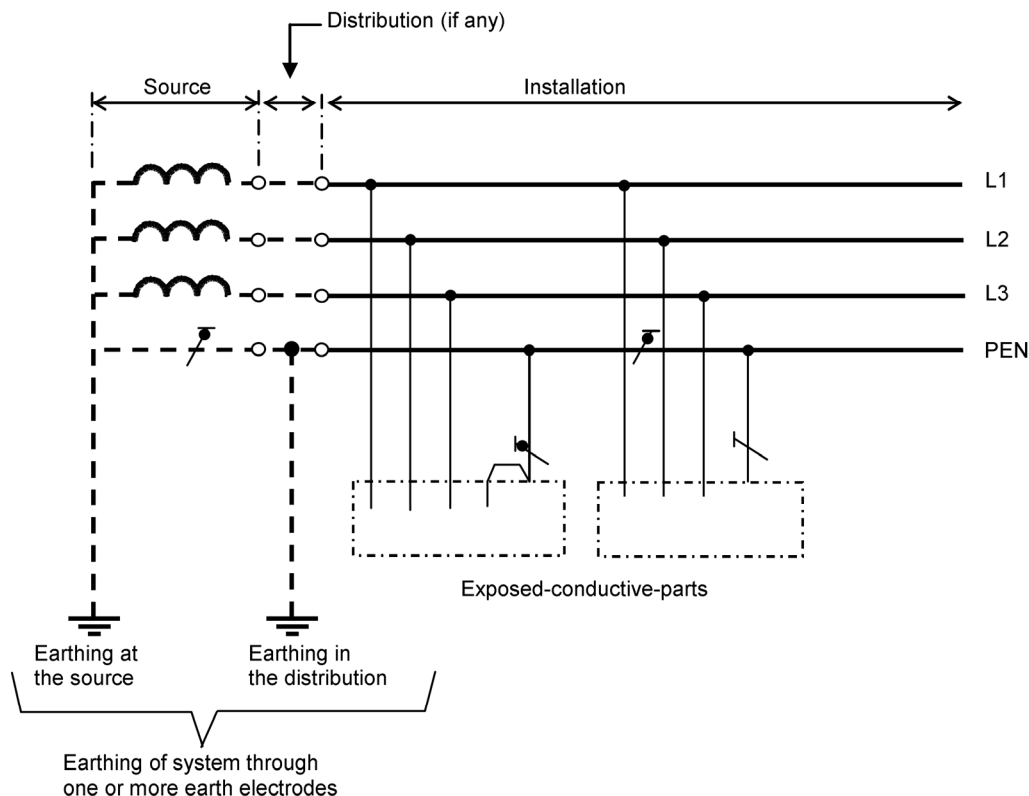 Distribution (if any)
Source
Installation
L1
L2
L3
PEN
Exposed-conductive-parts
Earthing at
the source
Earthing in
the distribution
Earthing of system through
one or more earth electrodes